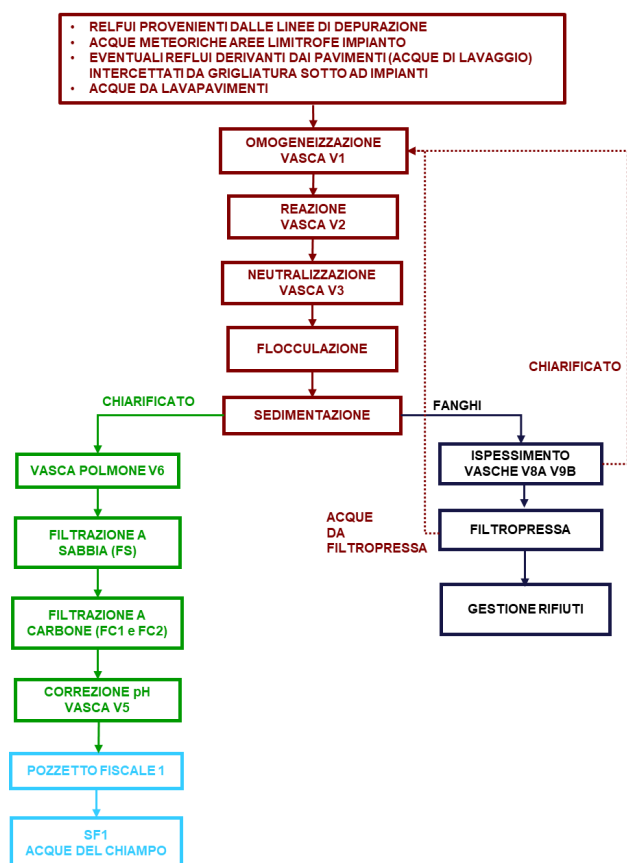 • RELFUI PROVENIENTI DALLE LINEE DI DEPURAZIONE
• ACQUE METEORICHE AREE LIMITROFE IMPIANTO
• EVENTUALI REFLUI DERIVANTI DAI PAVIMENTI (ACQUE DI LAVAGGIO)
INTERCETTATI DA GRIGLIATURA SOTTO AD IMPIANTI
• ACQUE DA LAVAPAVIMENTI
OMOGENEIZZAZIONE
VASCA V1
REAZIONE
VASCA V2
NEUTRALIZZAZIONE
VASCA V3
FLOCCULAZIONE
CHIARIFICATO
CHIARIFICATO
SEDIMENTAZIONE
FANGHI
VASCA POLMONE V6
ISPESSIMENTO
VASCHE V8A V9B
FILTRAZIONE A
SABBIA (FS)
ACQUE
DA
FILTROPRESSA
FILTROPRESSA
FILTRAZIONE A
CARBONE (FC1 e FC2)
GESTIONE RIFIUTI
CORREZIONE pH
VASCA V5
POZZETTO FISCALE 1
SF1
ACQUE DEL CHIAMPO